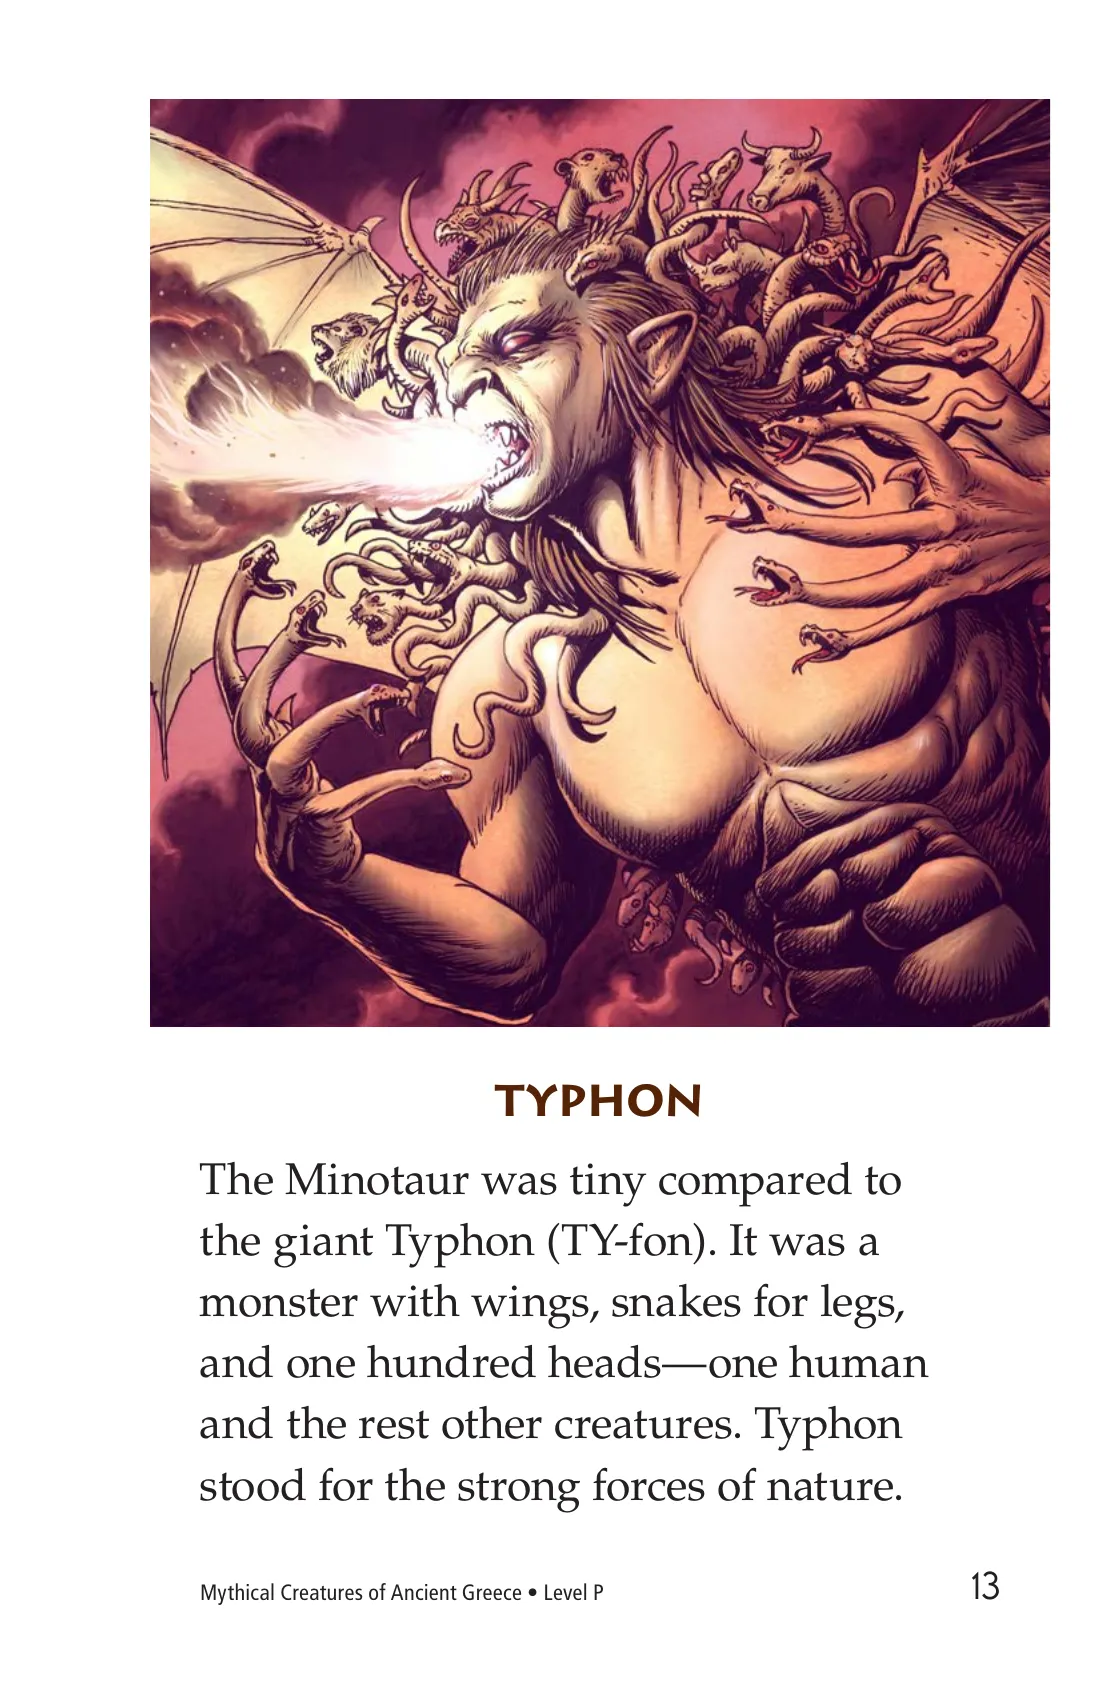 TYPHON
The Minotaur was tiny compared to
the giant Typhon (TY-fon). It was a
monster with wings, snakes for legs,
and one hundred heads—one human
and the rest other creatures. Typhon
stood for the strong forces of nature.
Mythical Creatures of Ancient Greece • Level P
13